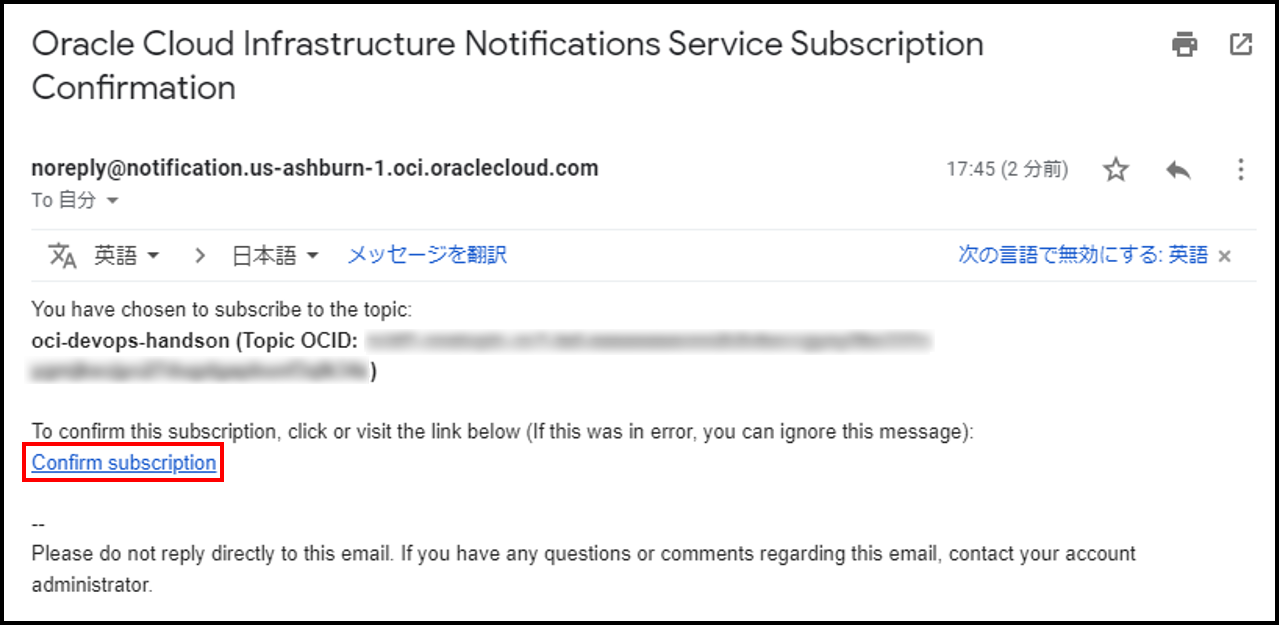 Oracle Cloud Infrastructure Notifications Service Subscription
Confirmation
noreply@notification.us-ashburn-1.oci.oraclecloud.com
17:45 (2 分前)
To 自分
英語
日本語
メッセージを翻訳
次の言語で無効にする: 英語
You have chosen to subscribe to the topic:
oci-devops-handson (Topic OCID:
)
To confirm this subscription, click or visit the link below (If this was in error, you can ignore this message):
Confirm subscription
--
Please do not reply directly to this email. If you have any questions or comments regarding this email, contact your account
administrator.